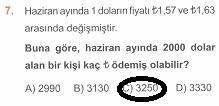 7. Haziran ayında 1 doların fiyatı ₺1,57 ve ₺1,63
arasında değişmiştir.
Buna göre, haziran ayında 2000 dolar
alan bir kişi kaç ₺ ödemiş olabilir?
A) 2990 B) 3130 C) 3250 D) 3330